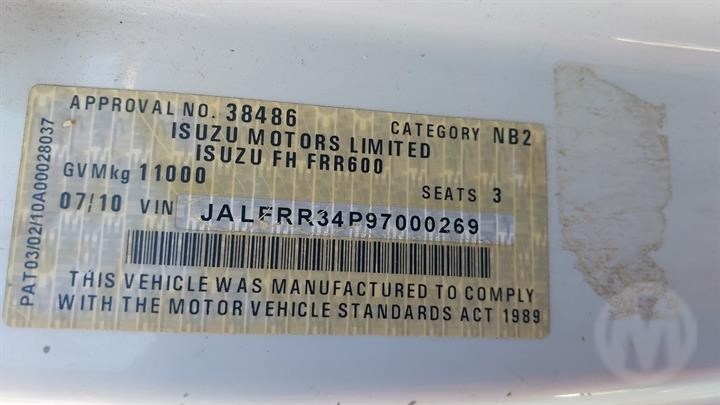 APPROVAL NO. 38486 CATEGORY NB2
ISUZU MOTORS LIMITED
ISUZU FH FRR600
GVMkg 11000 SEATS 3
07/10 VIN JALFRR34P97000269
THIS VEHICLE WAS MANUFACTURED TO COMPLY
WITH THE MOTOR VEHICLE STANDARDS ACT 1989
PAT03/02/10A00028037
M